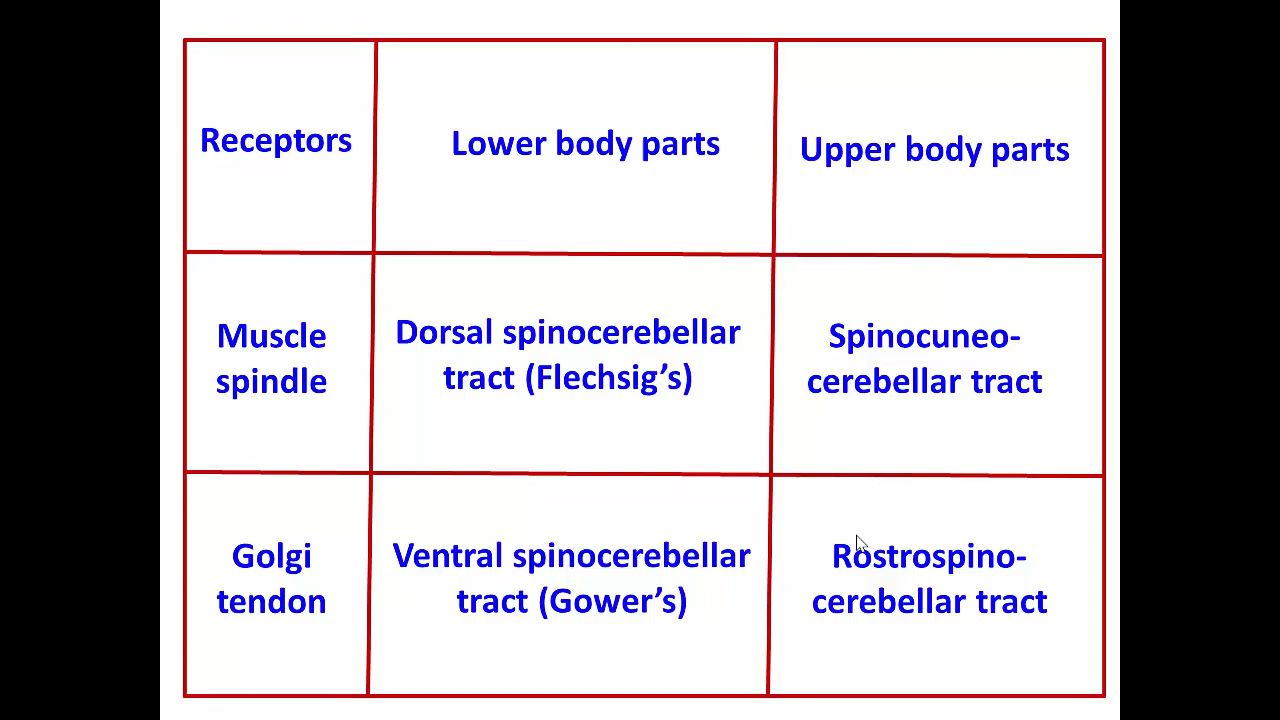 Receptors
Lower body parts
Upper body parts
Muscle
spindle
Dorsal spinocerebellar
tract (Flechsig’s)
Spinocuneo-
cerebellar tract
Golgi
tendon
Ventral spinocerebellar
tract (Gower’s)
Rostrospino-
cerebellar tract